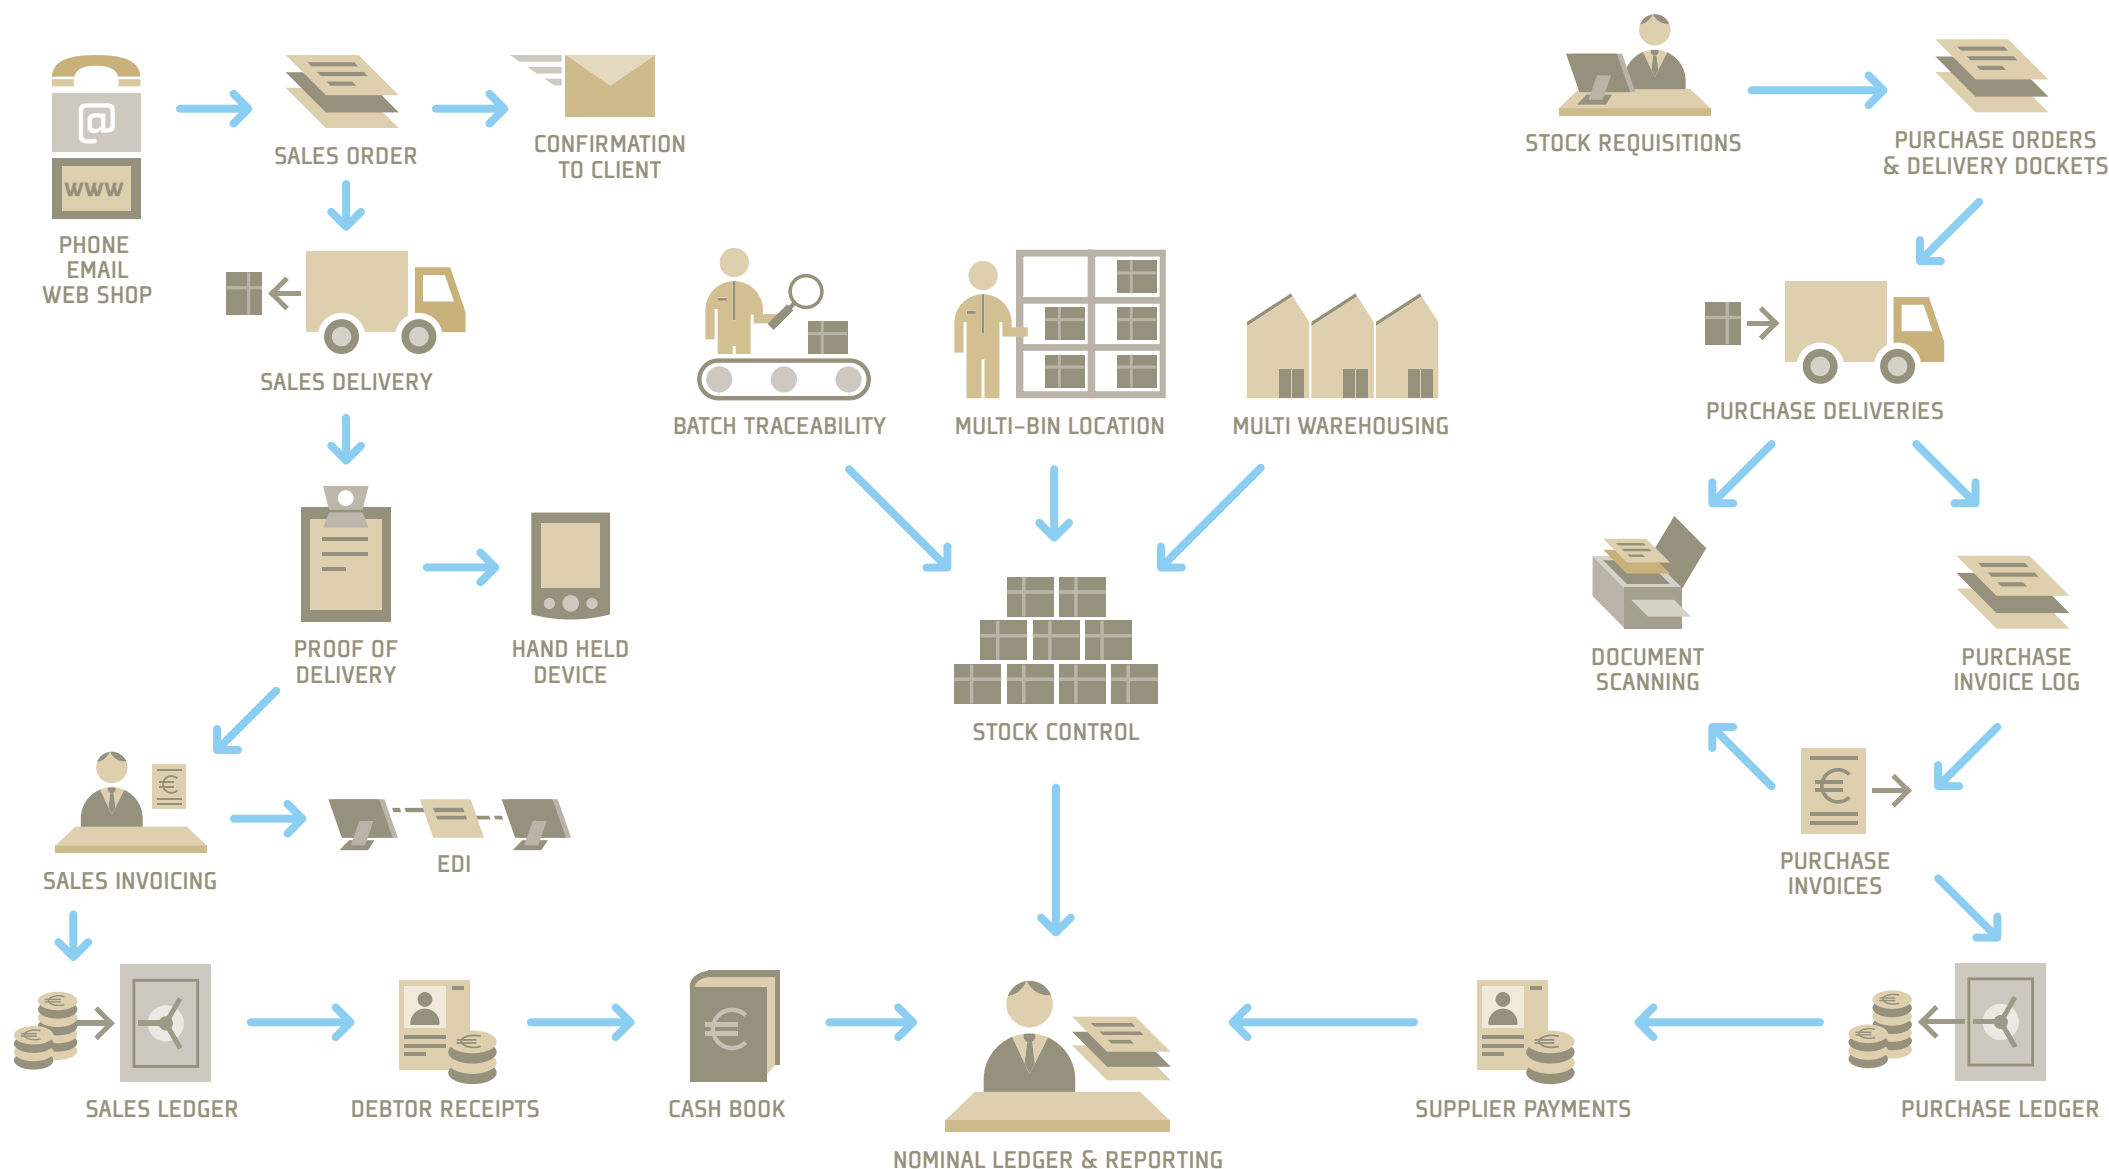 @
www
PHONE
EMAIL
WEB SHOP
SALES ORDER
CONFIRMATION
TO CLIENT
STOCK REQUISITIONS
PURCHASE ORDERS
& DELIVERY DOCKETS
SALES DELIVERY
BATCH TRACEABILITY
MULTI-BIN LOCATION
MULTI WAREHOUSING
PURCHASE DELIVERIES
PROOF OF
DELIVERY
HAND HELD
DEVICE
STOCK CONTROL
DOCUMENT
SCANNING
PURCHASE
INVOICE LOG
€
SALES INVOICING
EDI
€
PURCHASE
INVOICES
€
€
SALES LEDGER
€
DEBTOR RECEIPTS
€
CASH BOOK
NOMINAL LEDGER & REPORTING
€
SUPPLIER PAYMENTS
€
€
PURCHASE LEDGER